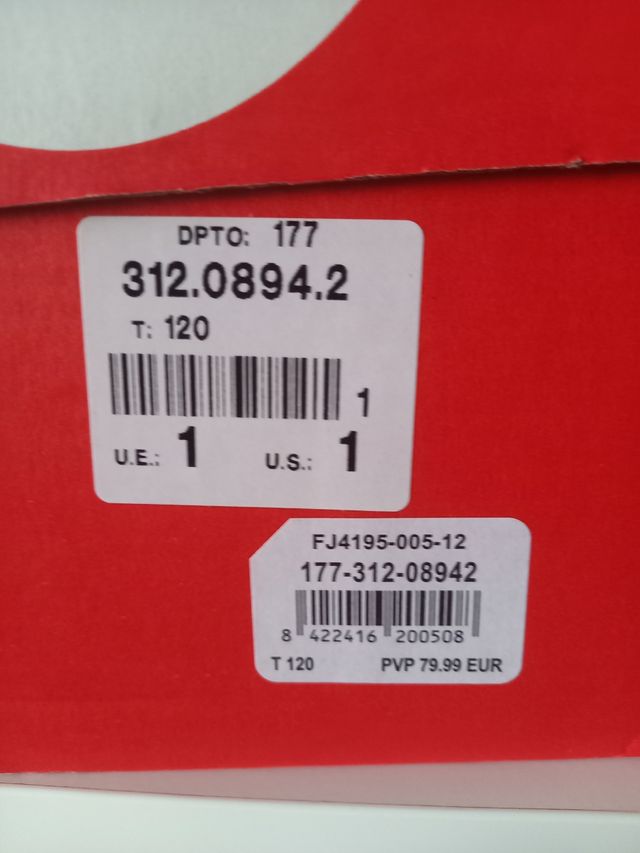 DPTO: 177
312.0894.2
T: 120
1
U.E.: 1 U.S.: 1
FJ4195-005-12
177-312-08942
8 422416 200508
T 120 PVP 79.99 EUR